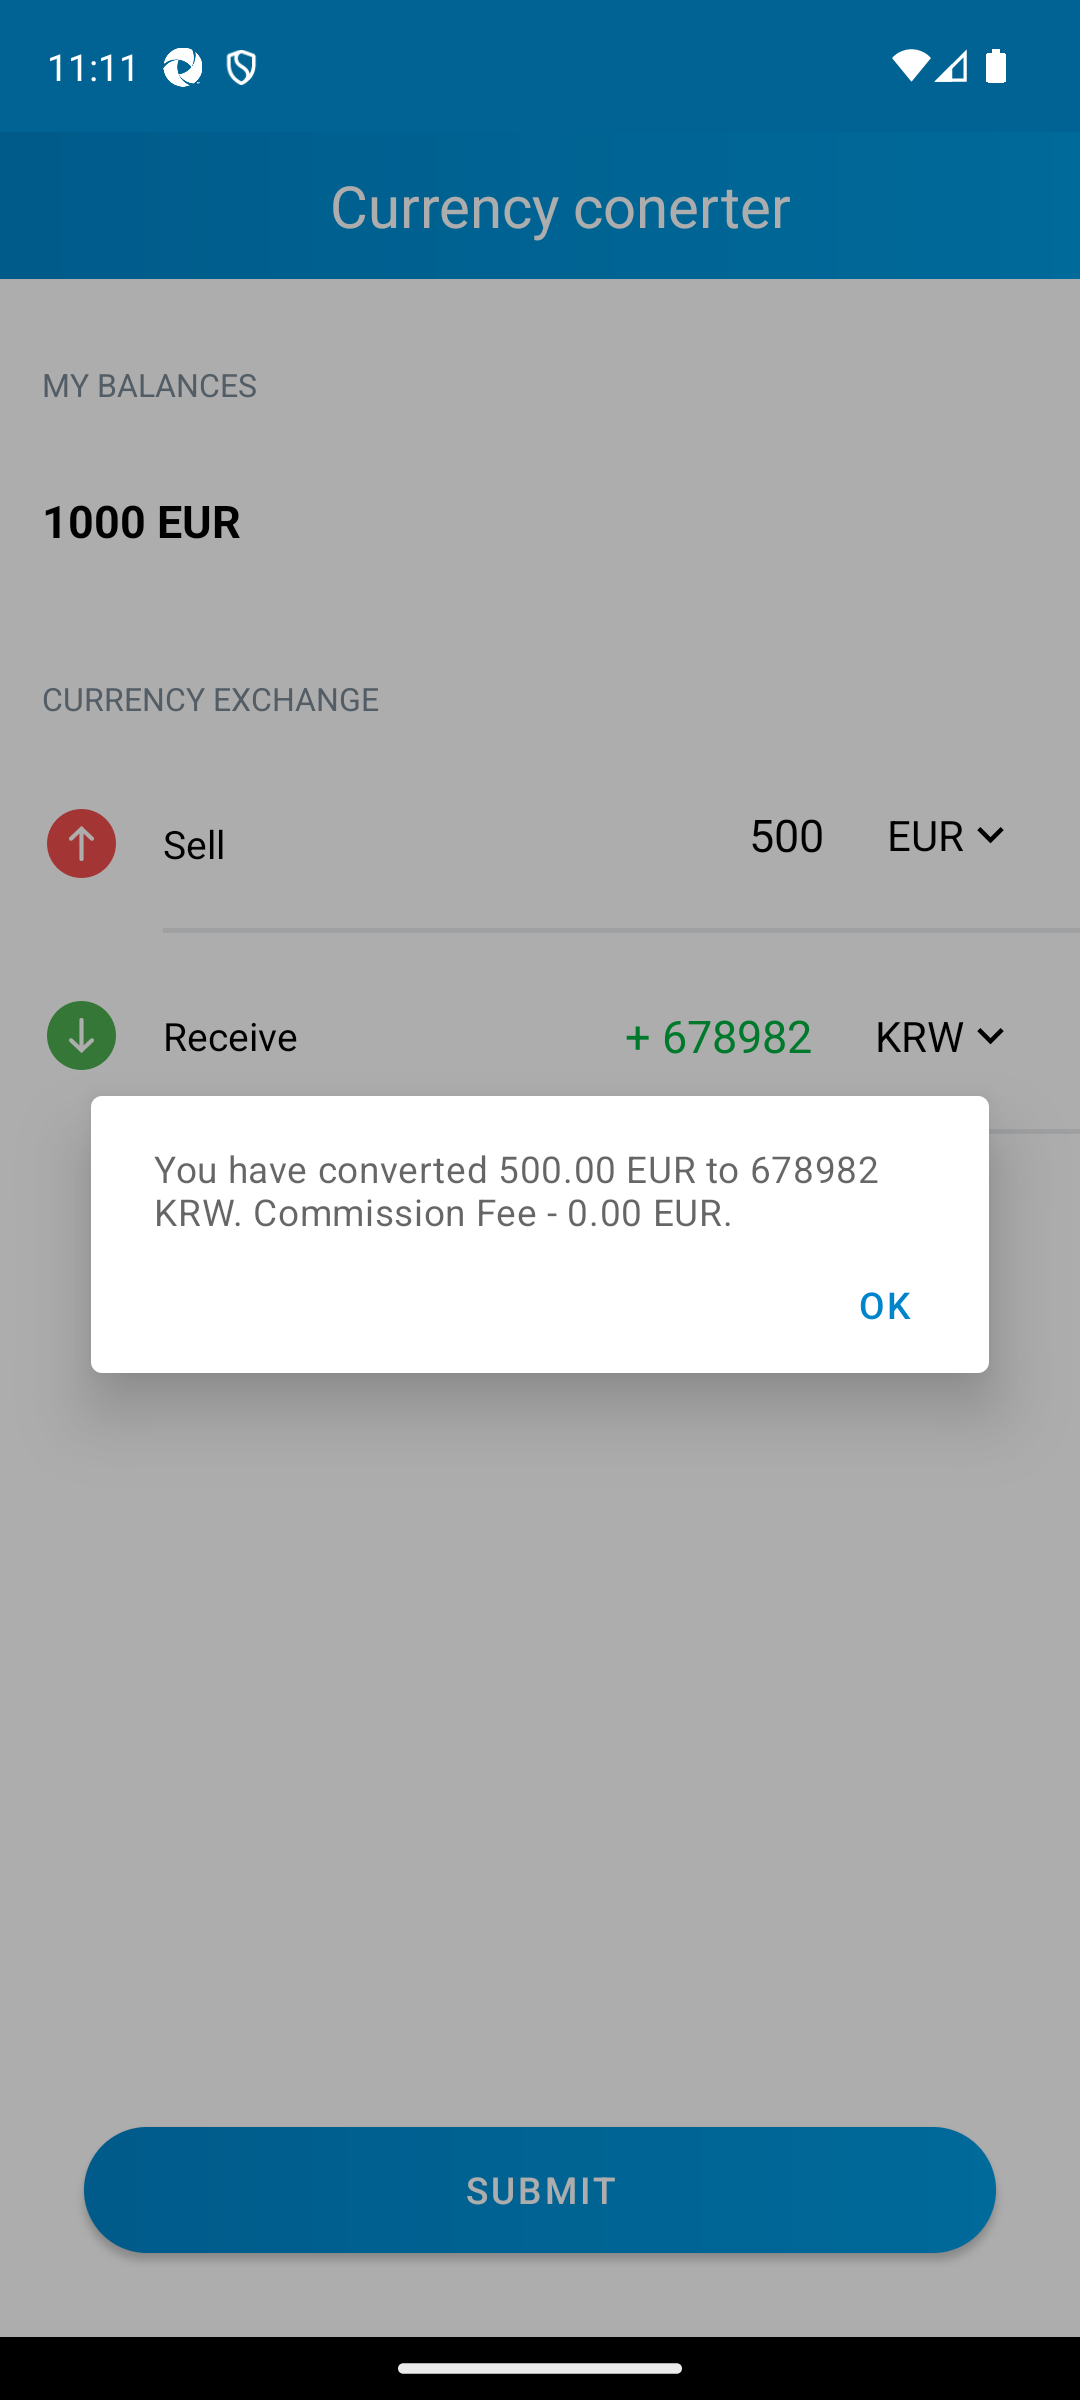 11:11
Currency conerter
MY BALANCES
1000 EUR
CURRENCY EXCHANGE
Sell 500 EUR
Receive + 678982 KRW
You have converted 500.00 EUR to 678982
KRW. Commission Fee - 0.00 EUR.
OK
SUBMIT